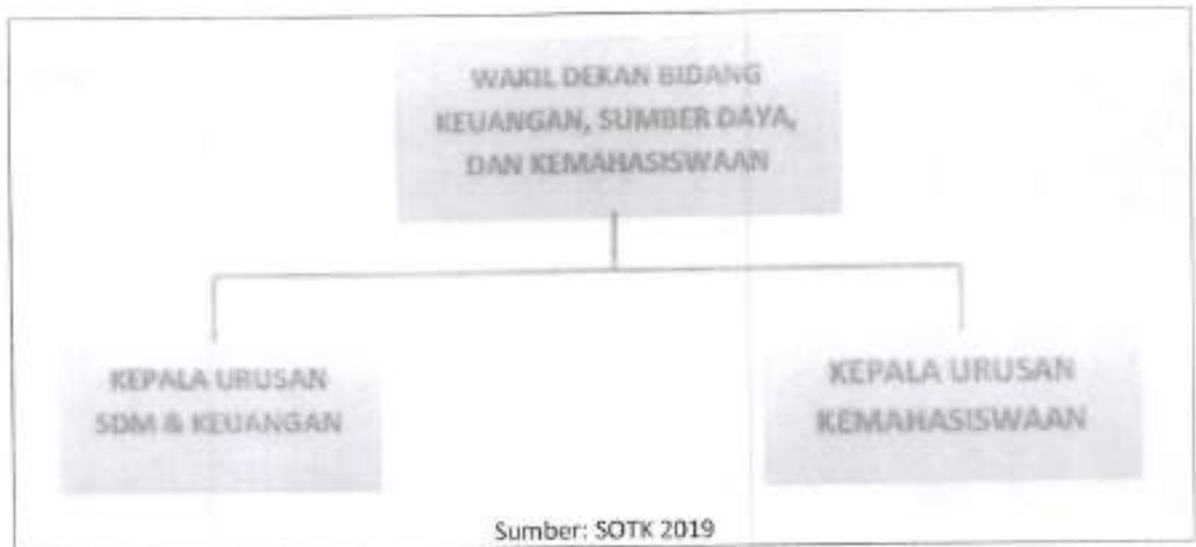 WAKIL DEKAN BIDANG
KEUANGAN, SUMBER DAYA,
DAN KEMAHASISWAAN
KEPALA URUSAN
SDM & KEUANGAN
KEPALA URUSAN
KEMAHASISWAAN
Sumber: SOTK 2019